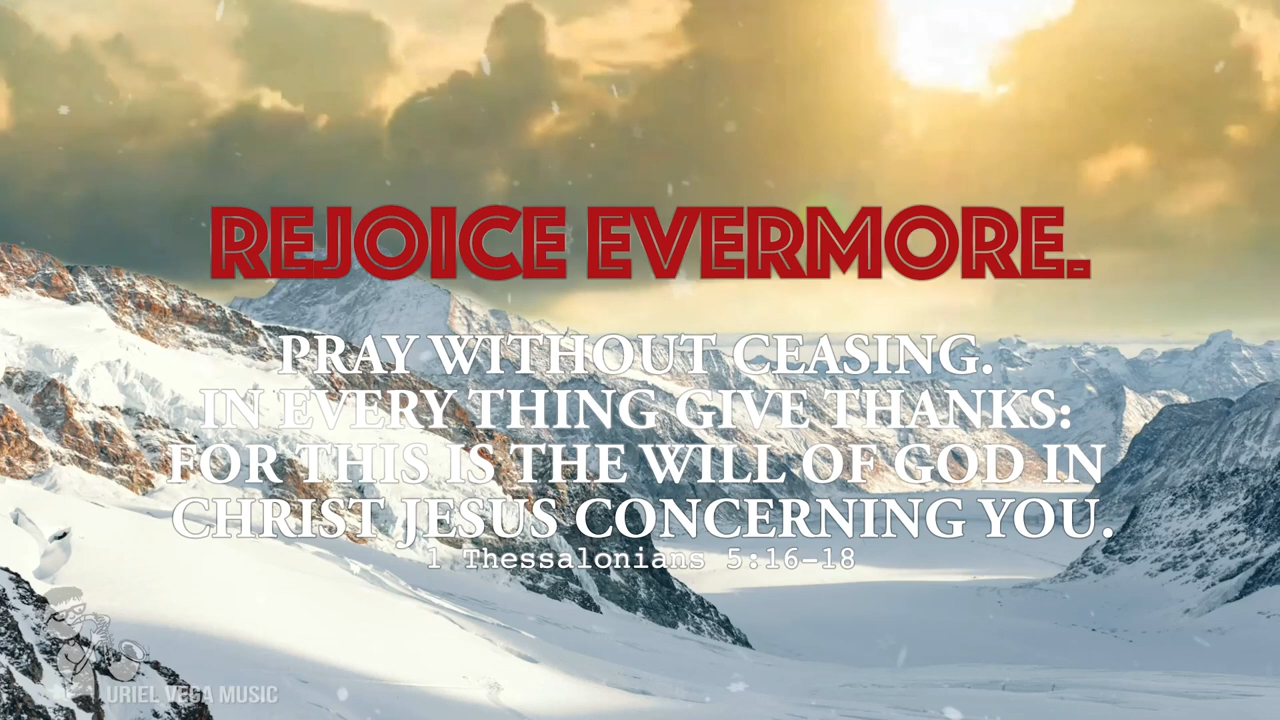 REJOICE EVERMORE.
PRAY WITHOUT CEASING.
IN EVERY THING GIVE THANKS:
FOR THIS IS THE WILL OF GOD IN
CHRIST JESUS CONCERNING YOU.
1 Thessalonians 5:16-18
URIEL VEGA MUSIC